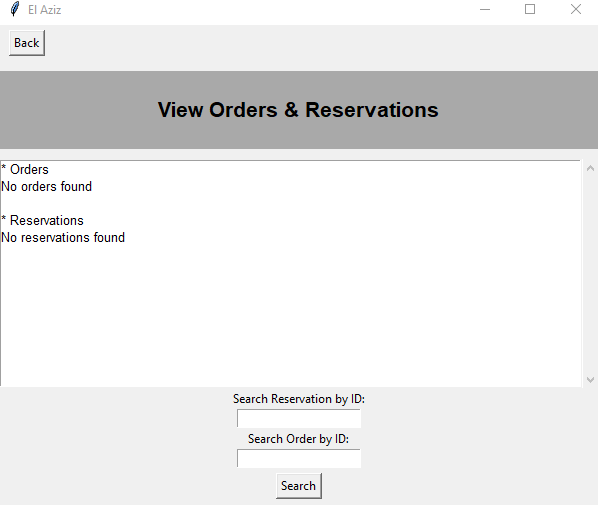 El Aziz
Back
View Orders & Reservations
* Orders
No orders found
* Reservations
No reservations found
Search Reservation by ID:
Search Order by ID:
Search